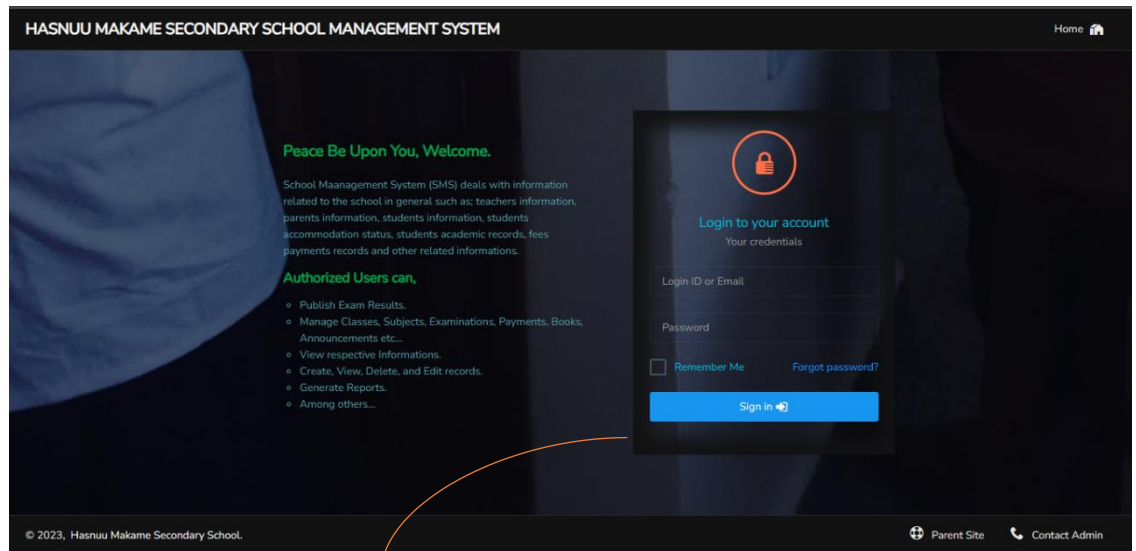 HASNUU MAKAME SECONDARY SCHOOL MANAGEMENT SYSTEM
Home
Peace Be Upon You, Welcome.
School Maanagement System (SMS) deals with information
related to the school in general such as; teachers information,
parents information, students information, students
accommodation status, students academic records, fees
payments records and other related informations.
Authorized Users can,
Publish Exam Results.
Manage Classes, Subjects, Examinations, Payments, Books,
Announcements etc...
View respective Informations.
Create, View, Delete, and Edit records.
Generate Reports.
Among others...
Login to your account
Your credentials
Login ID or Email
Password
Remember Me
Forgot password?
Sign in
© 2023, Hasnuu Makame Secondary School.
Parent Site
Contact Admin